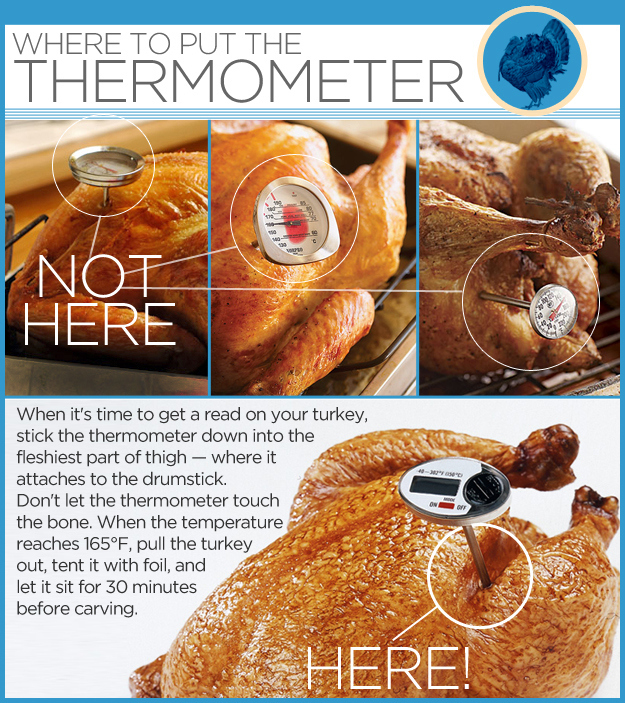 WHERE TO PUT THE
THERMOMETER
NOT
HERE
When it's time to get a read on your turkey,
stick the thermometer down into the
fleshiest part of thigh — where it
attaches to the drumstick.
Don't let the thermometer touch
the bone. When the temperature
reaches 165°F, pull the turkey
out, tent it with foil, and
let it sit for 30 minutes
before carving.
ON OFF
HERE!